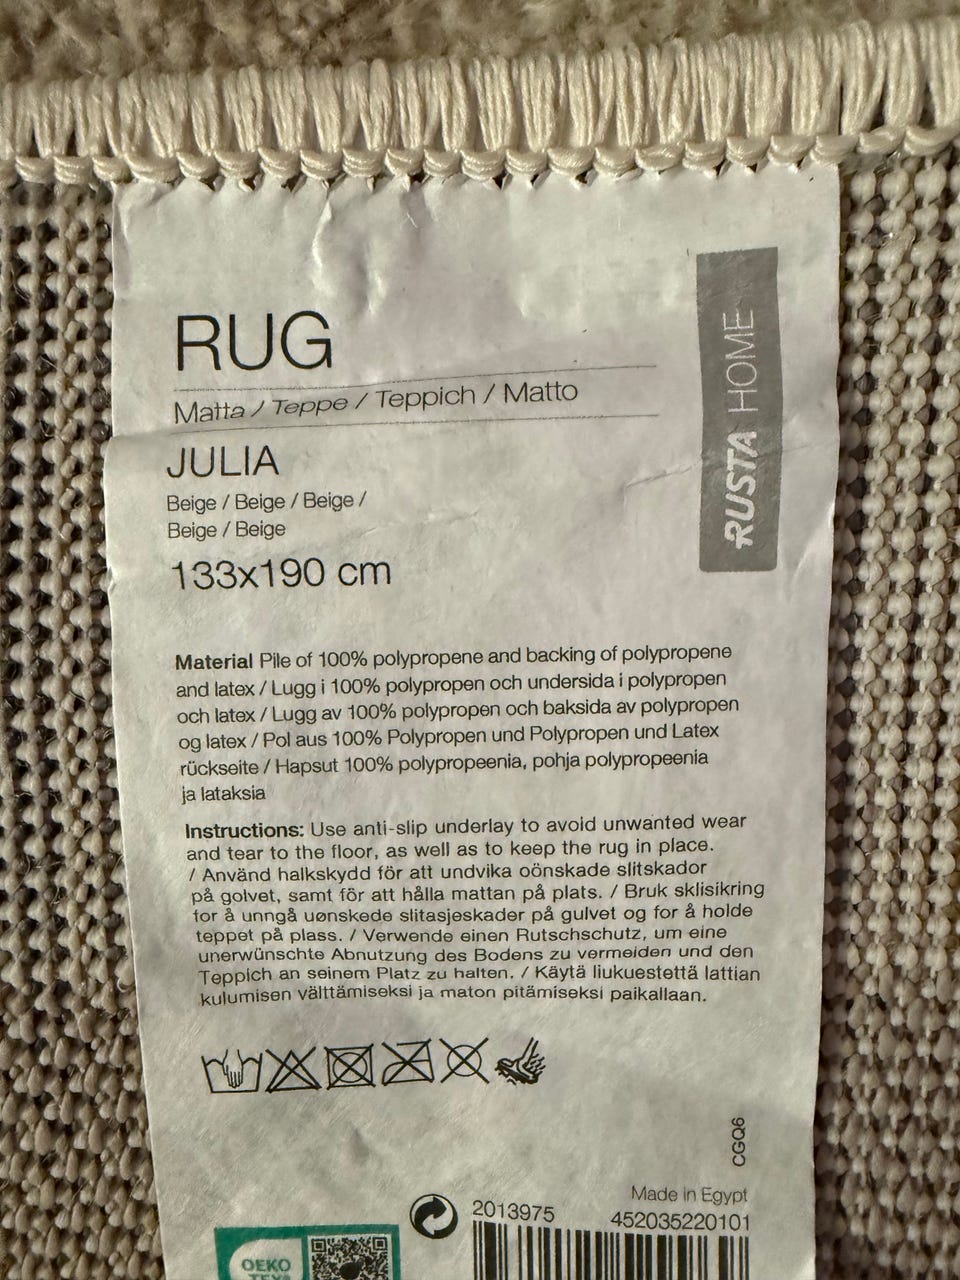 RUG
Matta / Teppe / Teppich / Matto
JULIA
Beige / Beige / Beige /
Beige / Beige
133x190 cm
RUSTA HOME
Material Pile of 100% polypropene and backing of polypropene
and latex / Lugg i 100% polypropen och undersida i polypropen
och latex / Lugg av 100% polypropen och baksida av polypropen
og latex / Pol aus 100% Polypropen und Polypropen und Latex
rückseite / Hapsut 100% polypropeenia, pohja polypropeenia
ja lataksia
Instructions: Use anti-slip underlay to avoid unwanted wear
and tear to the floor, as well as to keep the rug in place.
/ Använd halkskydd för att undvika oönskade slitskador
på golvet, samt för att hålla mattan på plats. / Bruk sklisikring
for å unngå uønskede slitasjeskader på gulvet og for å holde
teppet på plass. / Verwende einen Rutschschutz, um eine
unerwünschte Abnutzung des Bodens zu vermeiden und den
Teppich an seinem Platz zu halten. / Käytä liukuestettä lattian
kulumisen välttämiseksi ja maton pitämiseksi paikallaan.
CGQ6
Made in Egypt
2013975 452035220101
OEKO
TEX®